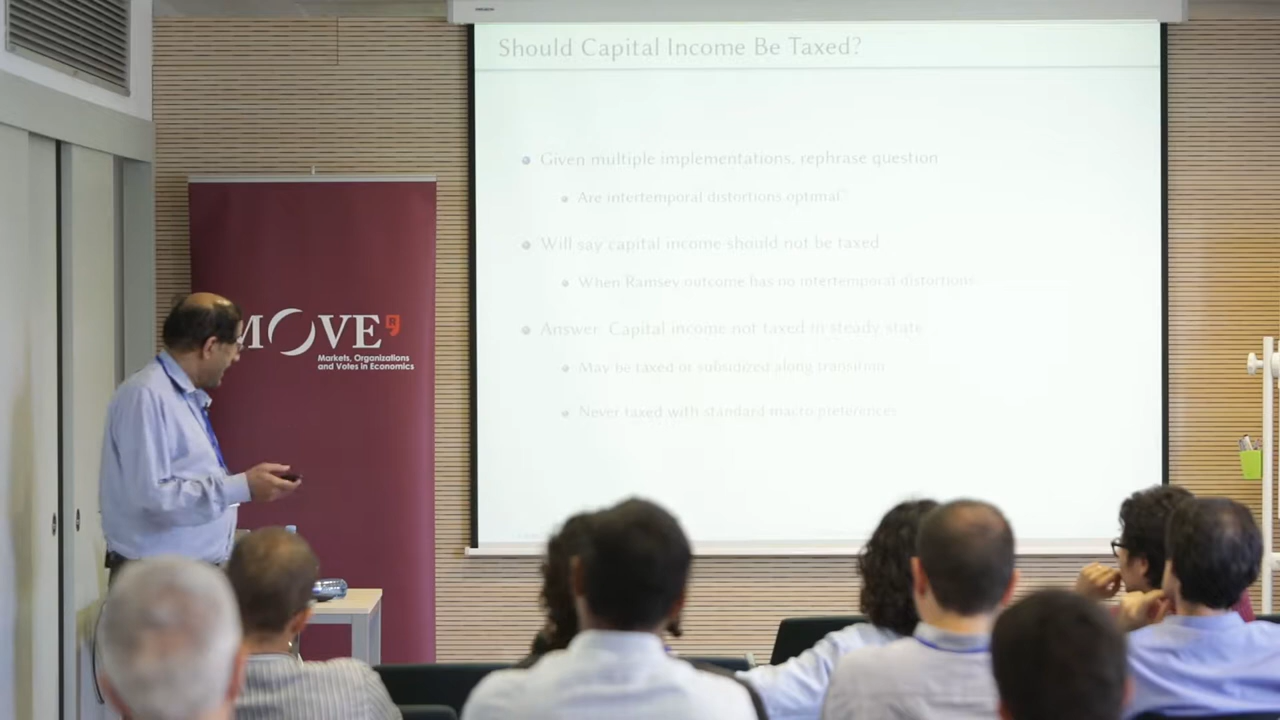 Should Capital Income Be Taxed?
Given multiple implementations, rephrase question
Are intertemporal distortions optimal?
Will say capital income should not be taxed
When Ramsey outcome has no intertemporal distortions
Answer: Capital income not taxed in steady state
May be taxed or subsidized along transition
Never taxed with standard macro preferences
MOVE
Markets, Organizations
and Votes in Economics